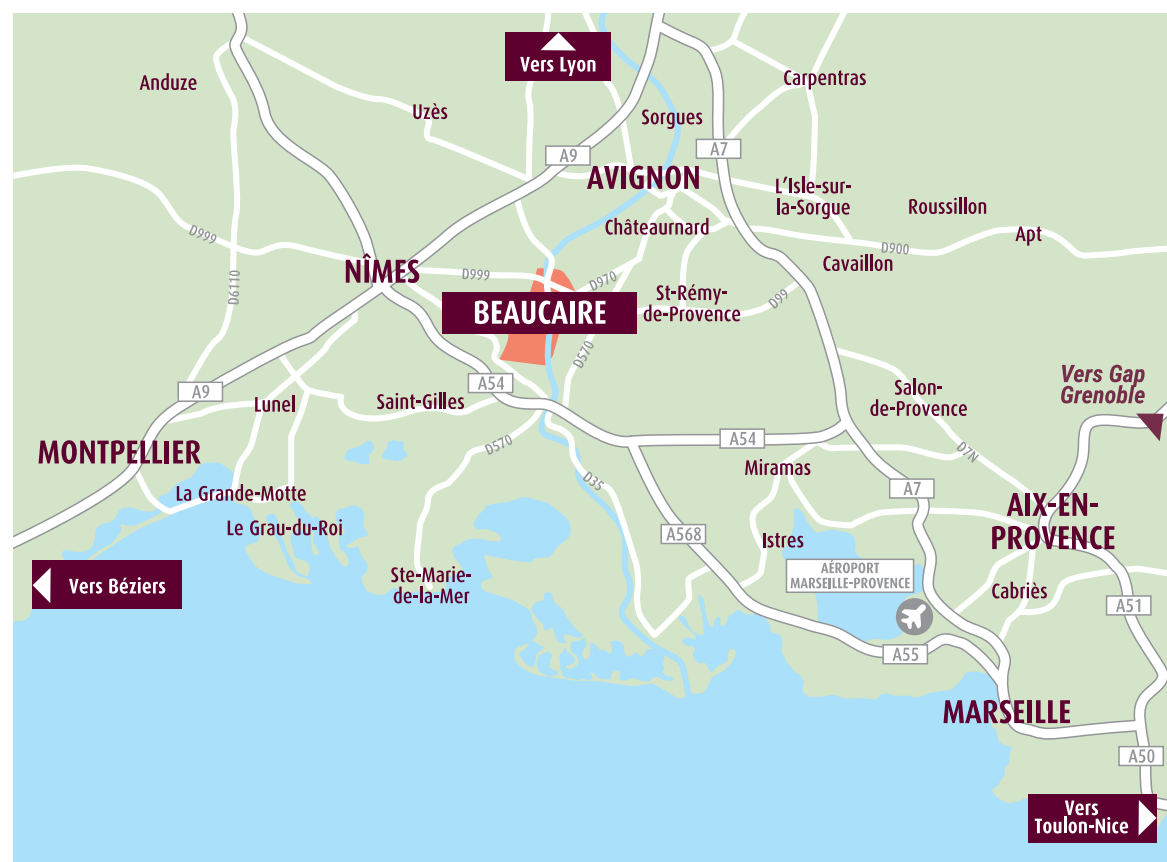 Vers Lyon
Anduze
Carpentras
Uzès
Sorgues
A9
A7
AVIGNON
L'Isle-sur-
la-Sorgue
Roussillon
Châteaurnard
D999
Apt
D900
NÎMES
D999
D970
Cavaillon
D6110
BEAUCAIRE
St-Rémy-
de-Provence
D99
D570
A9
A54
Vers Gap
Grenoble
Lunel
Saint-Gilles
Salon-
de-Provence
MONTPELLIER
D570
A54
D7N
Miramas
La Grande-Motte
D35
A7
Le Grau-du-Roi
AIX-EN-
PROVENCE
A568
Istres
Vers Béziers
Ste-Marie-
de-la-Mer
AÉROPORT
MARSEILLE-PROVENCE
Cabriès
A51
A55
MARSEILLE
A50
Vers
Toulon-Nice